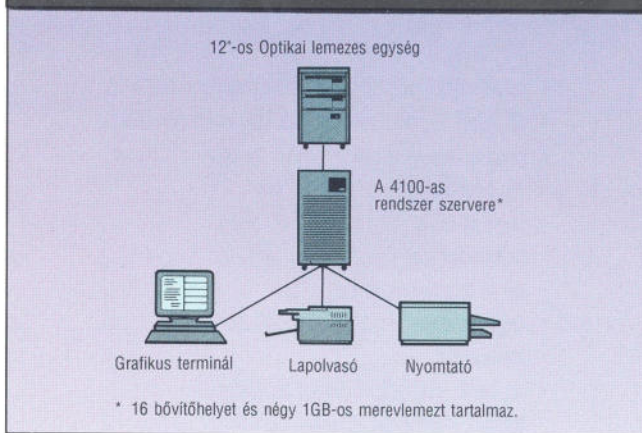 12"-os Optikai lemezes egység
A 4100-as
rendszer szervere*
Grafikus terminál
Lapolvasó
Nyomtató
* 16 bővítőhelyet és négy 1GB-os merevlemezt tartalmaz.